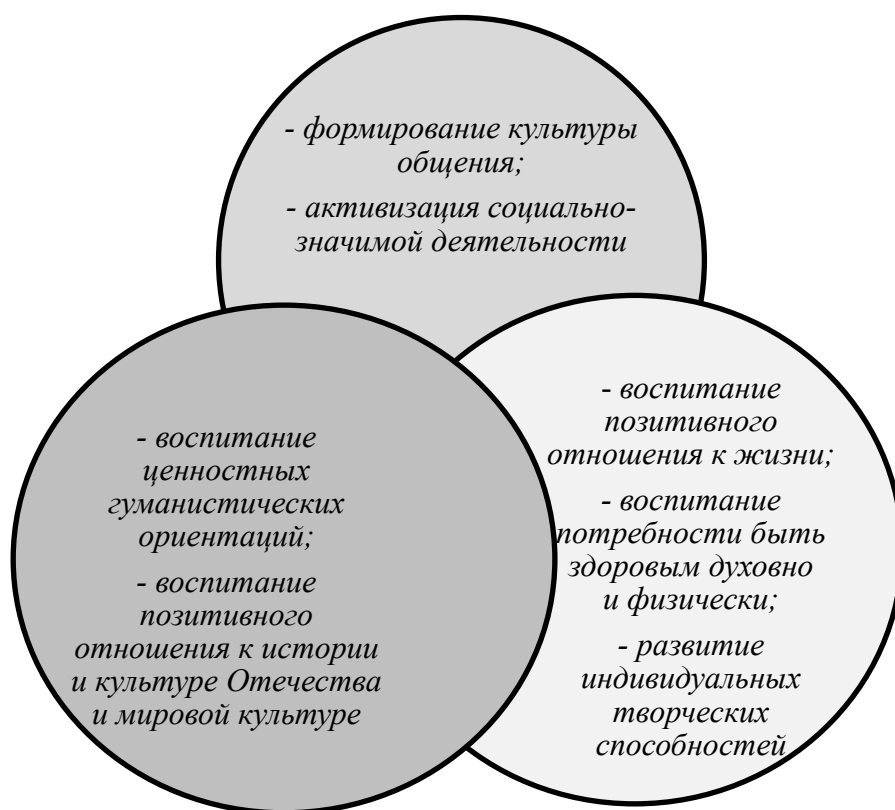 - формирование культуры
общения;
- активизация социально-
значимой деятельности
- воспитание
ценностных
гуманистических
ориентаций;
- воспитание
позитивного
отношения к истории
и культуре Отечества
и мировой культуре
- воспитание
позитивного
отношения к жизни;
- воспитание
потребности быть
здоровым духовно
и физически;
- развитие
индивидуальных
творческих
способностей